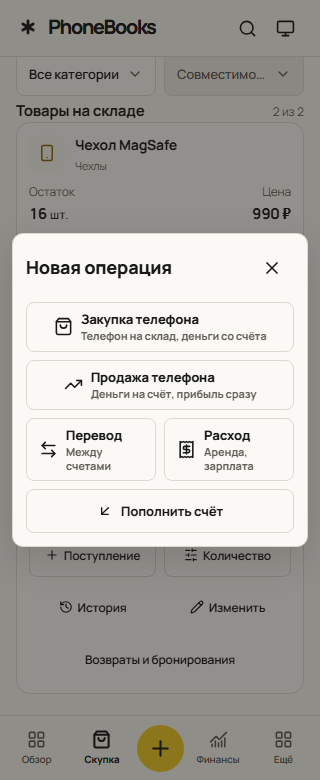 PhoneBooks
Все категории
Совместимо...
Товары на складе
2 из 2
Чехол MagSafe
Чехлы
Остаток
Цена
16 шт.
990 ₽
Новая операция
Закупка телефона
Телефон на склад, деньги со счёта
Продажа телефона
Деньги на счёт, прибыль сразу
Перевод
Между
счетами
Расход
Аренда,
зарплата
Пополнить счёт
Поступление
Количество
История
Изменить
Возвраты и бронирования
Обзор
Скупка
Финансы
Ещё